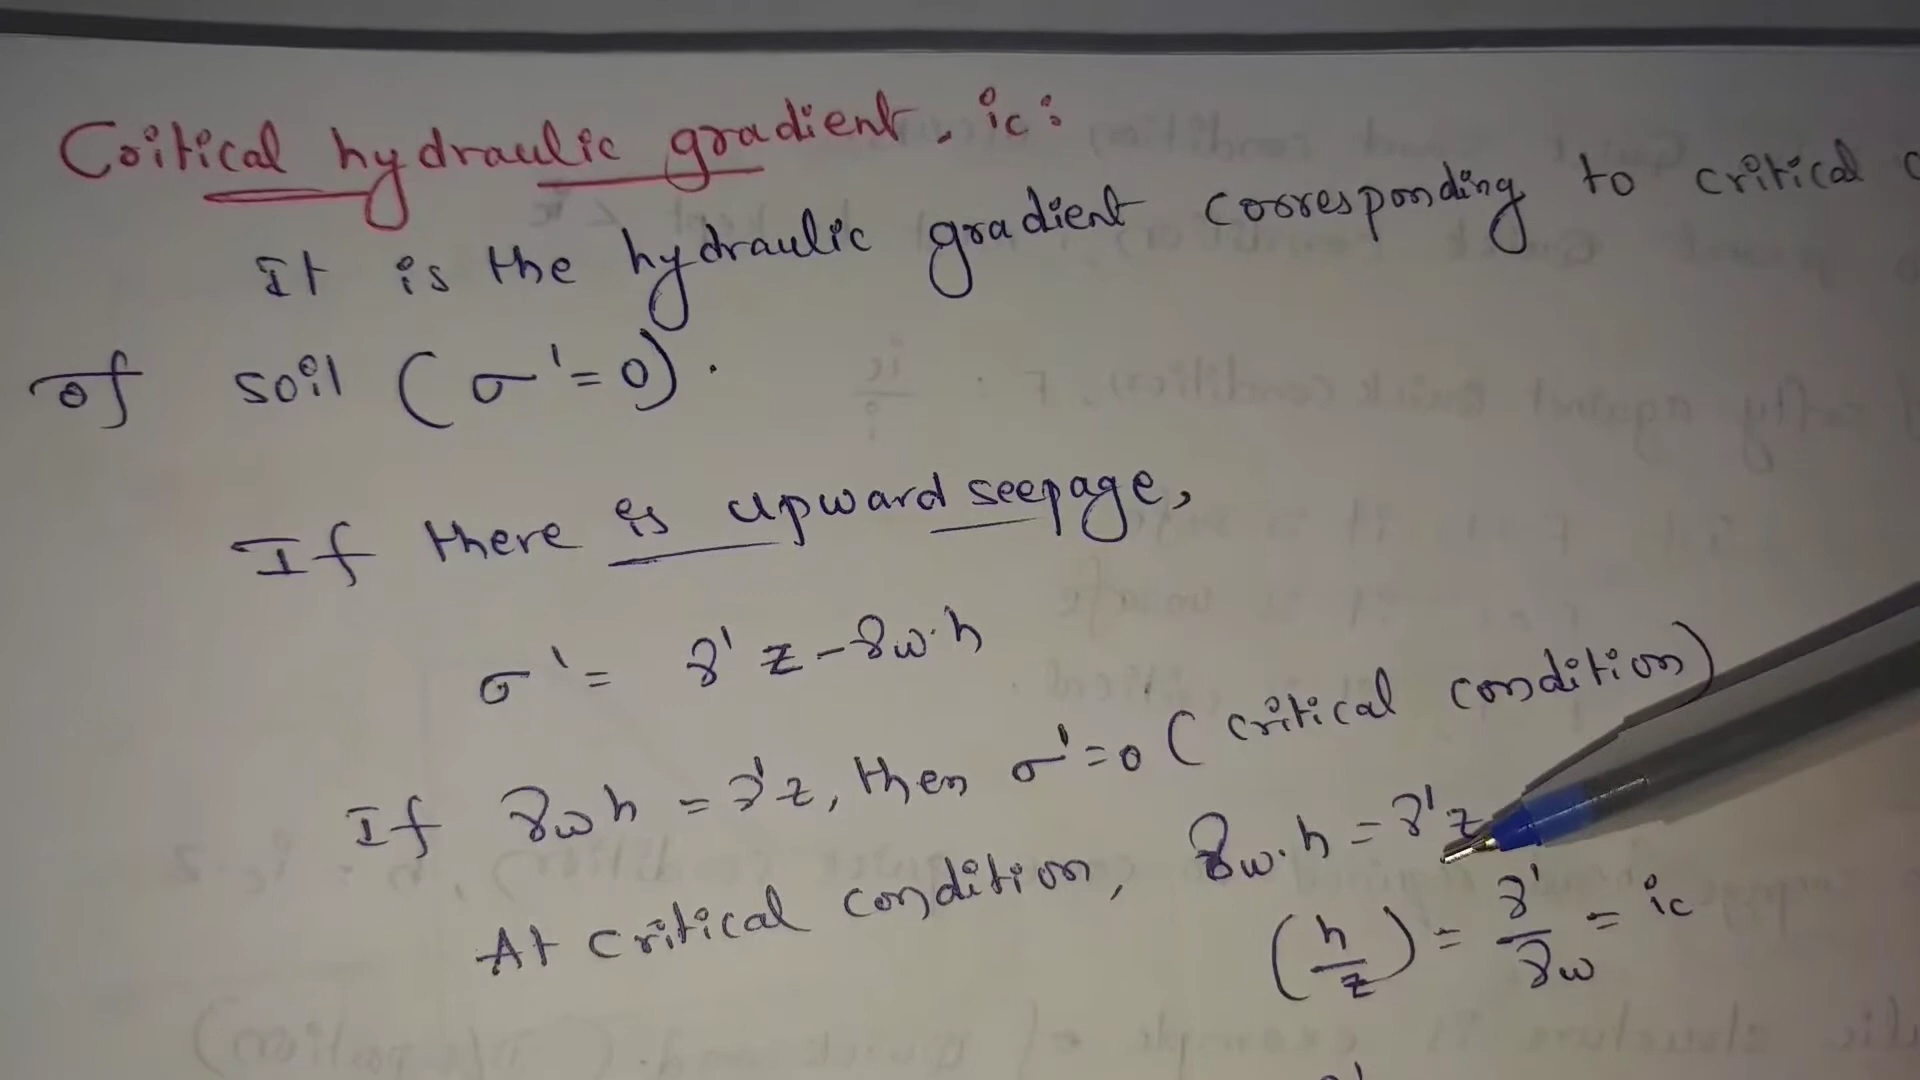 Critical hydraulic gradient, ic:
It is the hydraulic gradient corresponding to critical
of soil (σ'=0).
If there is upward seepage,
σ' = γ'z-γw.h
If γwh = γ'z, then σ'=0 (critical condition)
At critical condition, γw.h = γ'z
(h/z) = γ'/γw = ic